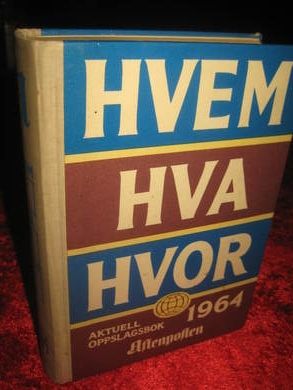 HVEM
HVA
HVOR
AKTUELL
OPPSLAGSBOK
1964
Aftenposten